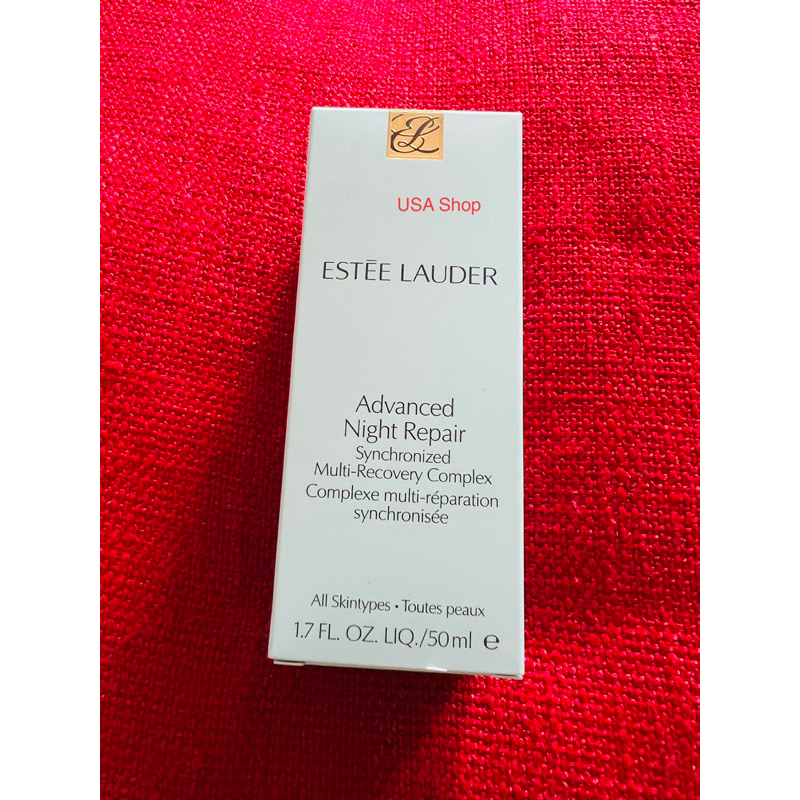 EL
USA Shop
ESTĒE LAUDER
Advanced
Night Repair
Synchronized
Multi-Recovery Complex
Complexe multi-réparation
synchronisée
All Skintypes • Toutes peaux
1.7 FL. OZ. LIQ./50 ml e